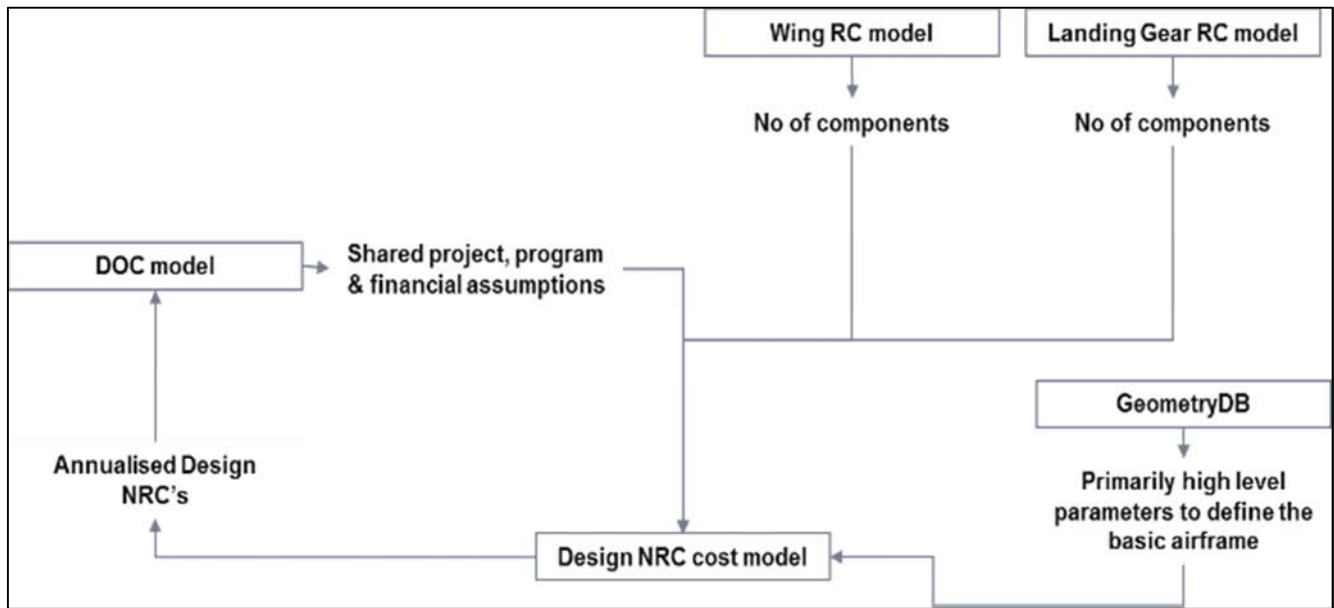 Wing RC model
Landing Gear RC model
No of components
No of components
DOC model
Shared project, program
& financial assumptions
GeometryDB
Annualised Design
NRC's
Primarily high level
parameters to define the
basic airframe
Design NRC cost model